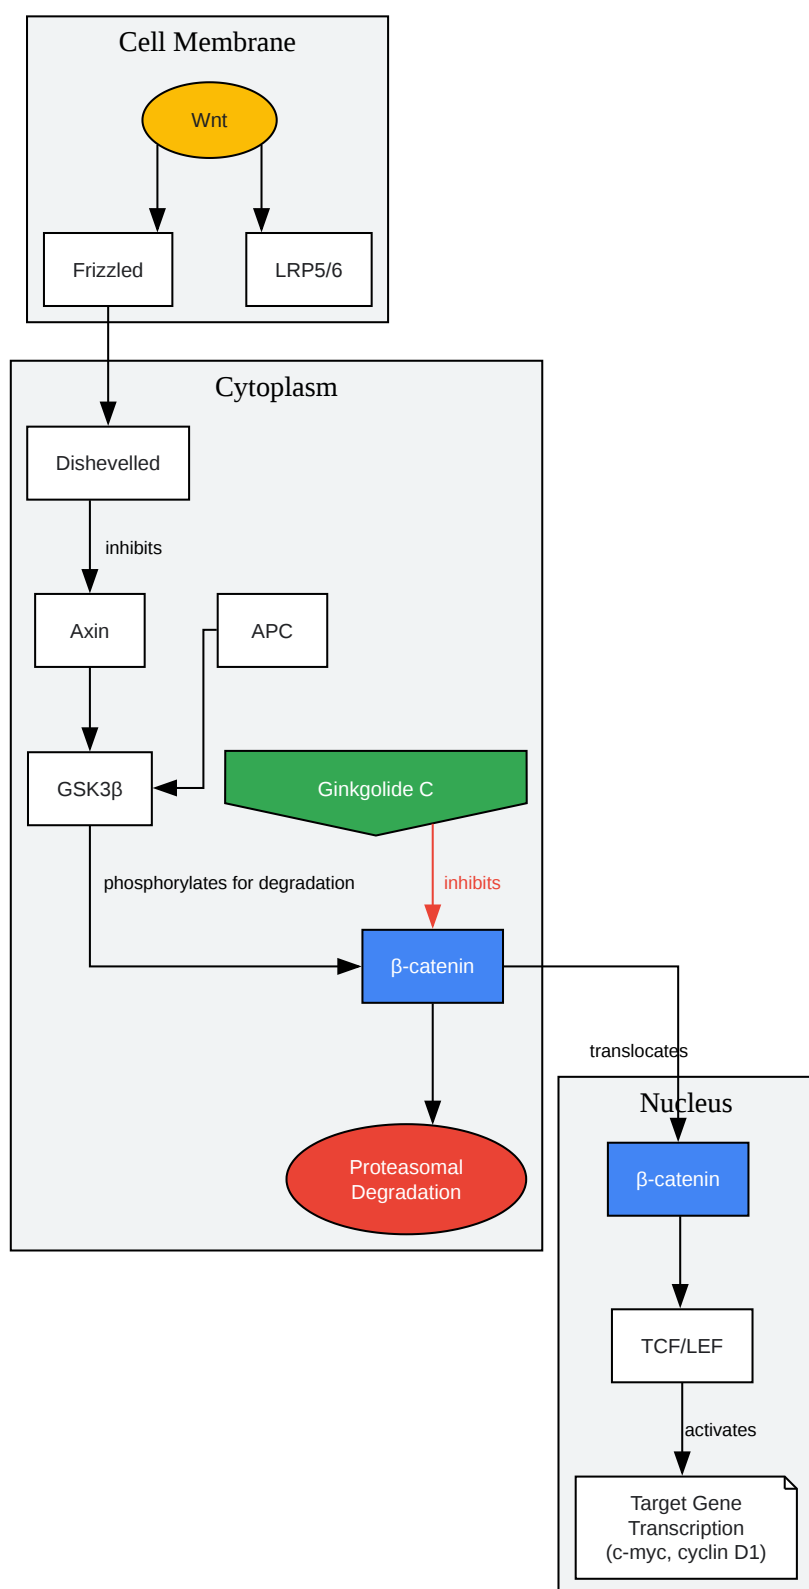 Cell Membrane
Wnt
Frizzled
LRP5/6
Cytoplasm
Dishevelled
inhibits
Axin
APC
GSK3β
Ginkgolide C
phosphorylates for degradation
inhibits
β-catenin
translocates
Proteasomal
Degradation
Nucleus
β-catenin
TCF/LEF
activates
Target Gene
Transcription
(c-myc, cyclin D1)